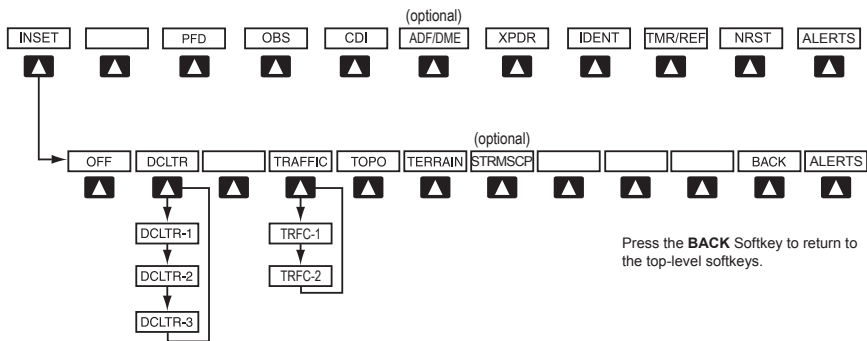 (optional)
INSET PFD OBS CDI ADF/DME XPDR IDENT TMR/REF NRST ALERTS
(optional)
OFF DCLTR TRAFFIC TOPO TERRAIN STRMSCP BACK ALERTS
DCLTR-1 TRFC-1
DCLTR-2 TRFC-2
DCLTR-3
Press the BACK Softkey to return to
the top-level softkeys.